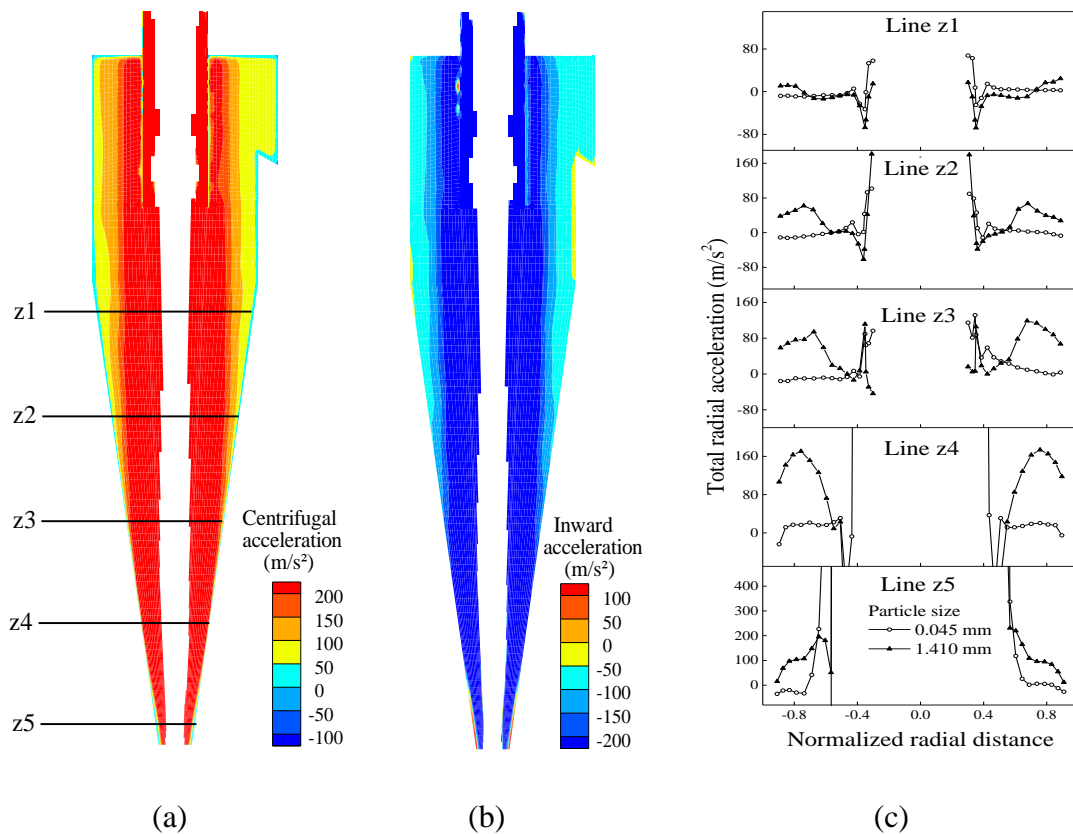 z1
z2
z3
z4
z5
Centrifugal
acceleration
(m/s²)
200
150
100
50
0
-50
-100
(a)
Inward
acceleration
(m/s²)
100
50
0
-50
-100
-150
-200
(b)
Total radial acceleration (m/s²)
Line z1
80
0
-80
Line z2
160
80
0
-80
Line z3
160
80
0
-80
Line z4
160
80
0
Line z5
400
300
200
100
0
Particle size
0.045 mm
1.410 mm
-0.8 -0.4 0.0 0.4 0.8
Normalized radial distance
(c)